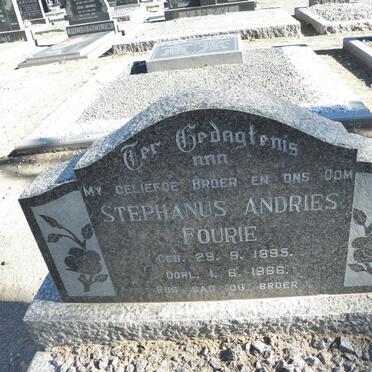 Ter Gedagtenis
aan
MY GELIEFDE BROER EN ONS OOM
STEPHANUS ANDRIES
FOURIE
GEB. 29. 9. 1895.
OORL. 1. 6. 1966.
RUS SAG OU BROER